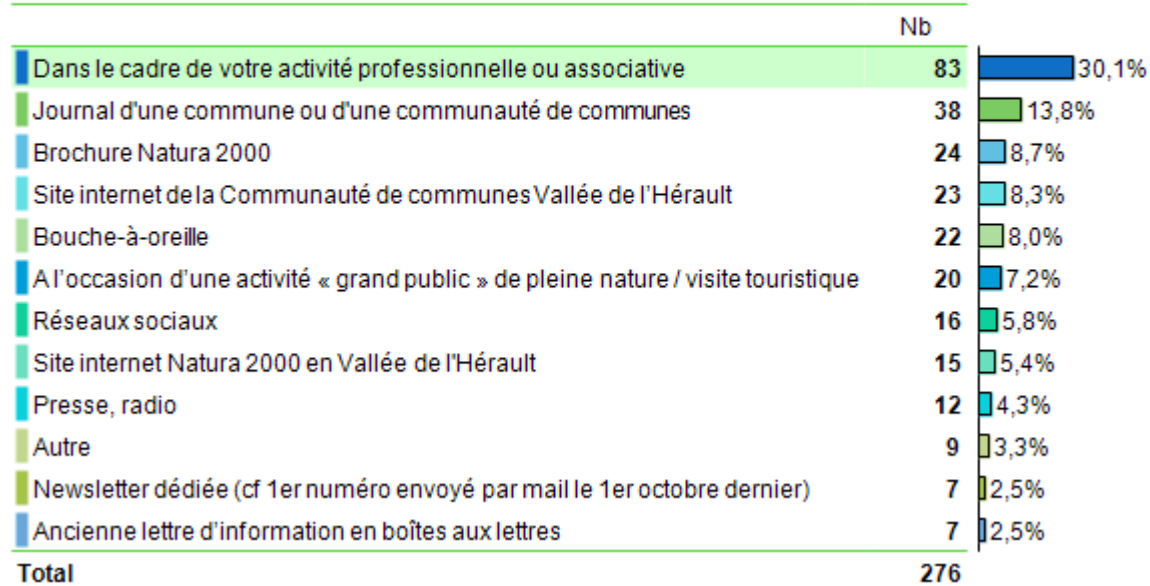 Nb
Dans le cadre de votre activité professionnelle ou associative 83 30,1%
Journal d'une commune ou d'une communauté de communes 38 13,8%
Brochure Natura 2000 24 8,7%
Site internet de la Communauté de communes Vallée de l’Hérault 23 8,3%
Bouche-à-oreille 22 8,0%
A l’occasion d’une activité « grand public » de pleine nature / visite touristique 20 7,2%
Réseaux sociaux 16 5,8%
Site internet Natura 2000 en Vallée de l'Hérault 15 5,4%
Presse, radio 12 4,3%
Autre 9 3,3%
Newsletter dédiée (cf 1er numéro envoyé par mail le 1er octobre dernier) 7 2,5%
Ancienne lettre d’information en boîtes aux lettres 7 2,5%
Total 276